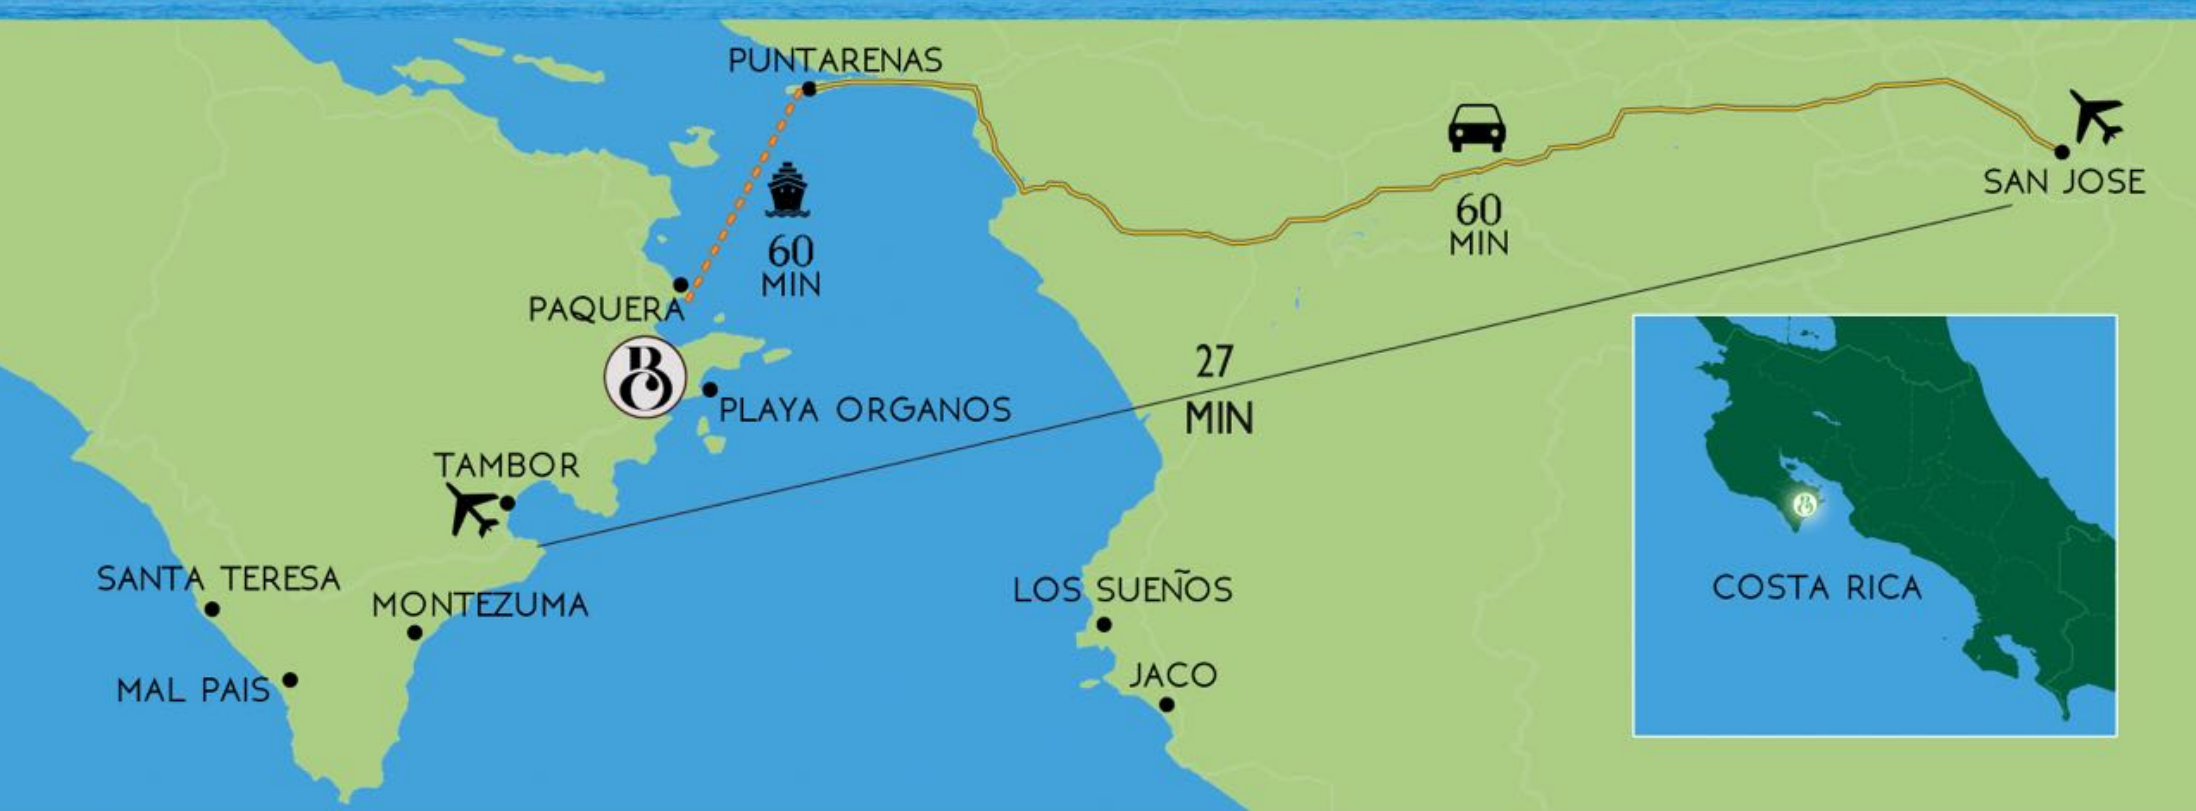 PUNTARENAS
60
MIN
SAN JOSE
60
MIN
PAQUERA
B
PLAYA ORGANOS
27
MIN
TAMBOR
SANTA TERESA
MONTEZUMA
MAL PAIS
LOS SUEÑOS
JACO
B
COSTA RICA